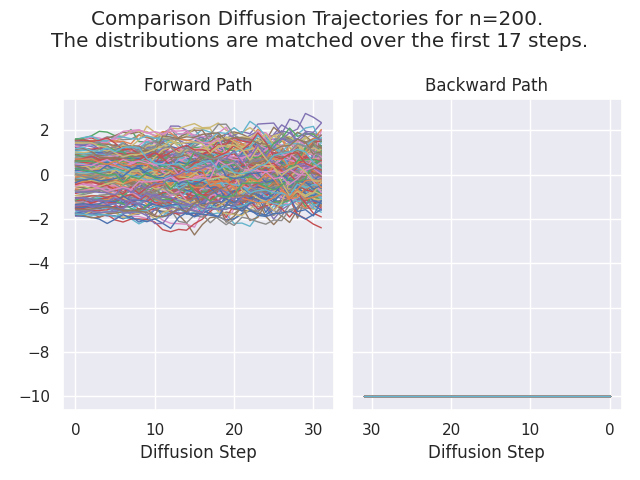 Comparison Diffusion Trajectories for n=200.
The distributions are matched over the first 17 steps.
Forward Path
Backward Path
2
0
−2
−4
−6
−8
−10
0 10 20 30
30 20 10 0
Diffusion Step
Diffusion Step